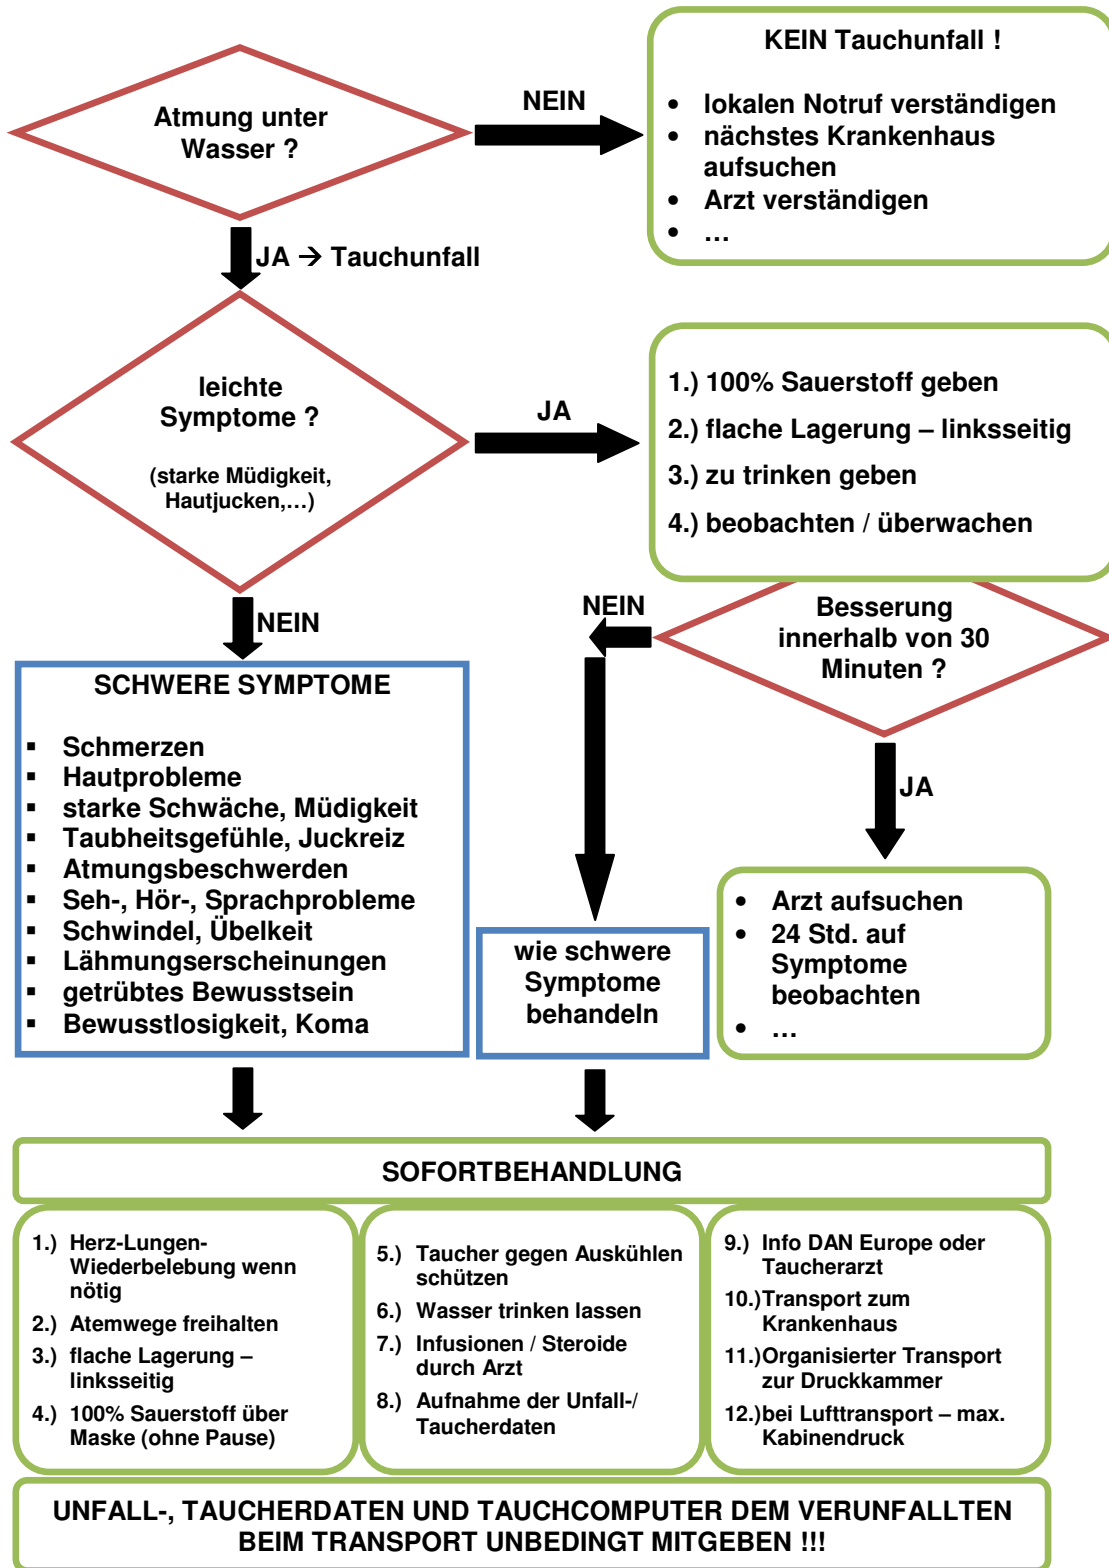 Atmung unter
Wasser ?
NEIN
KEIN Tauchunfall !
• lokalen Notruf verständigen
• nächstes Krankenhaus
aufsuchen
• Arzt verständigen
• …
JA → Tauchunfall
leichte
Symptome ?
(starke Müdigkeit,
Hautjucken,…)
JA
1.) 100% Sauerstoff geben
2.) flache Lagerung – linksseitig
3.) zu trinken geben
4.) beobachten / überwachen
NEIN
NEIN
Besserung
innerhalb von 30
Minuten ?
JA
SCHWERE SYMPTOME
▪ Schmerzen
▪ Hautprobleme
▪ starke Schwäche, Müdigkeit
▪ Taubheitsgefühle, Juckreiz
▪ Atmungsbeschwerden
▪ Seh-, Hör-, Sprachprobleme
▪ Schwindel, Übelkeit
▪ Lähmungserscheinungen
▪ getrübtes Bewusstsein
▪ Bewusstlosigkeit, Koma
wie schwere
Symptome
behandeln
• Arzt aufsuchen
• 24 Std. auf
Symptome
beobachten
• …
SOFORTBEHANDLUNG
1.) Herz-Lungen-
Wiederbelebung wenn
nötig
2.) Atemwege freihalten
3.) flache Lagerung –
linksseitig
4.) 100% Sauerstoff über
Maske (ohne Pause)
5.) Taucher gegen Auskühlen
schützen
6.) Wasser trinken lassen
7.) Infusionen / Steroide
durch Arzt
8.) Aufnahme der Unfall-/
Taucherdaten
9.) Info DAN Europe oder
Taucherarzt
10.)Transport zum
Krankenhaus
11.)Organisierter Transport
zur Druckkammer
12.)bei Lufttransport – max.
Kabinendruck
UNFALL-, TAUCHERDATEN UND TAUCHCOMPUTER DEM VERUNFALLTEN
BEIM TRANSPORT UNBEDINGT MITGEBEN !!!